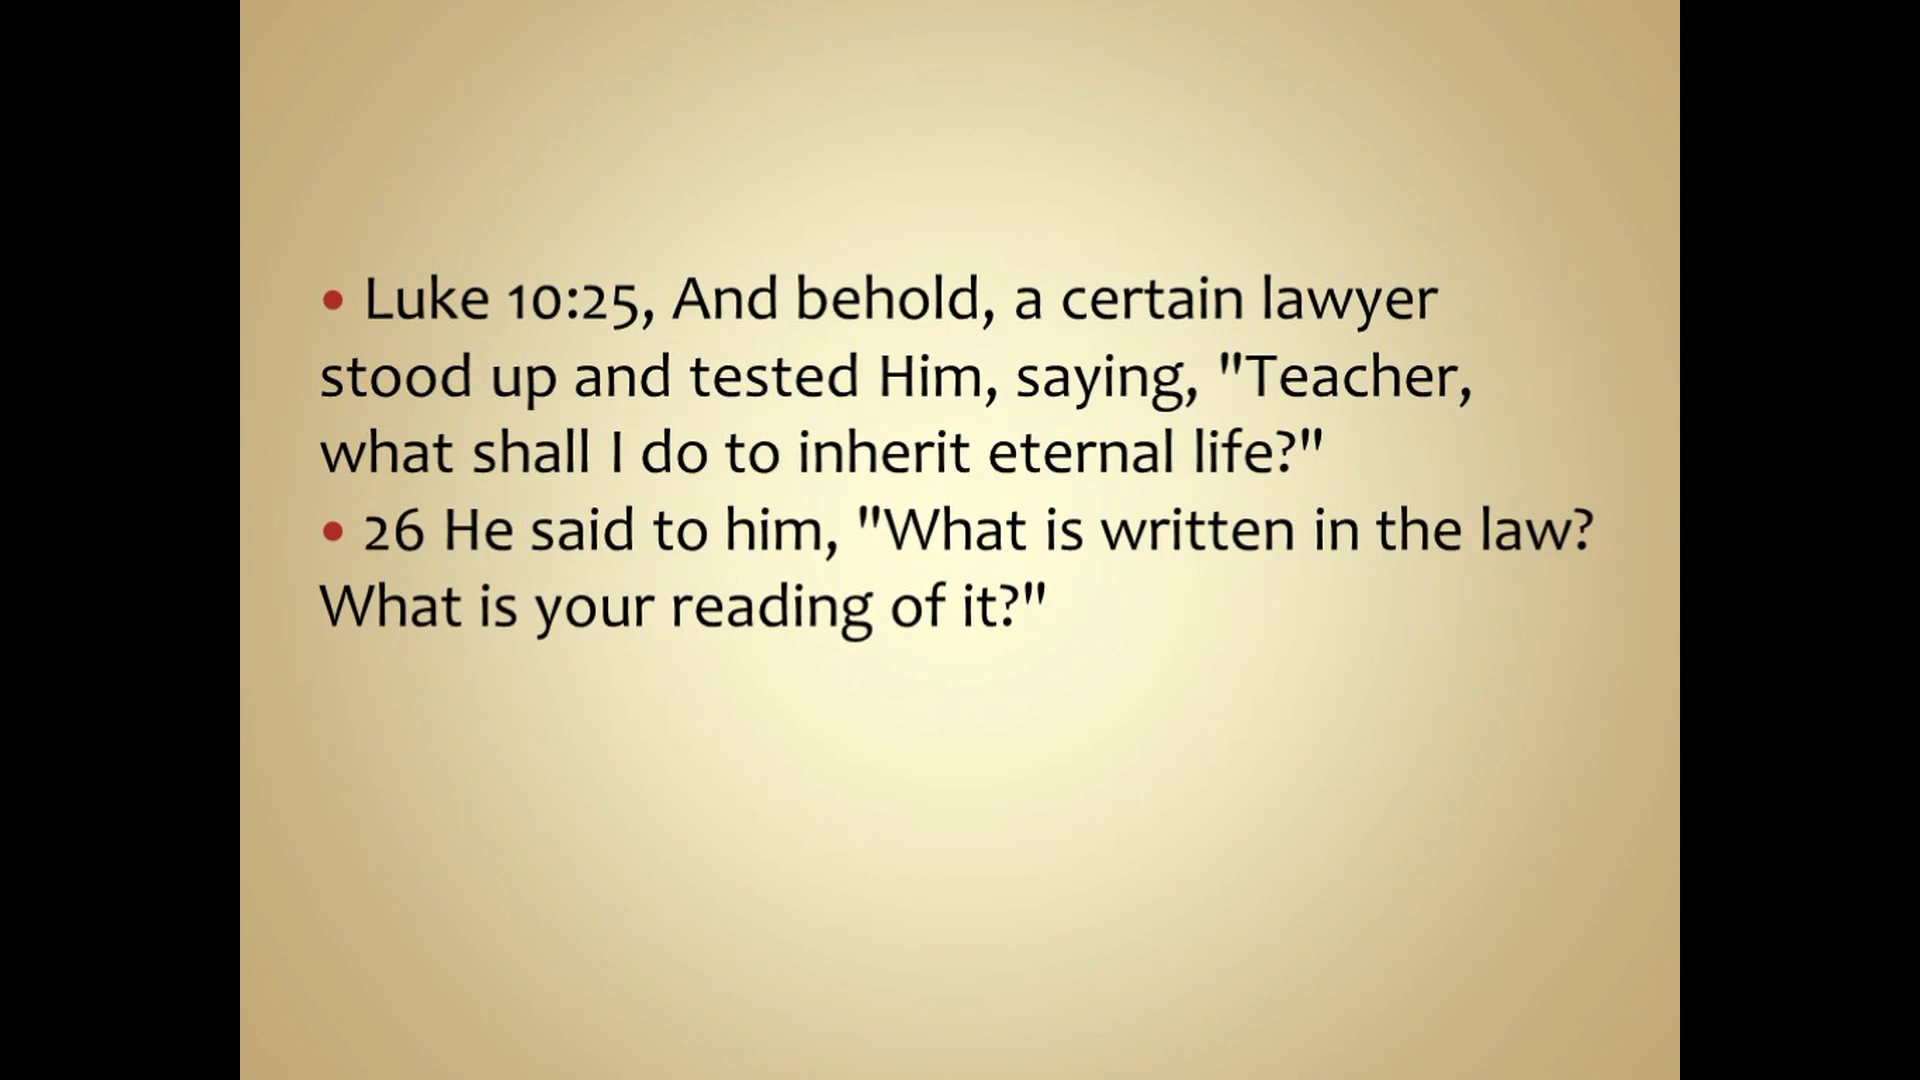 • Luke 10:25, And behold, a certain lawyer
stood up and tested Him, saying, "Teacher,
what shall I do to inherit eternal life?"
• 26 He said to him, "What is written in the law?
What is your reading of it?"